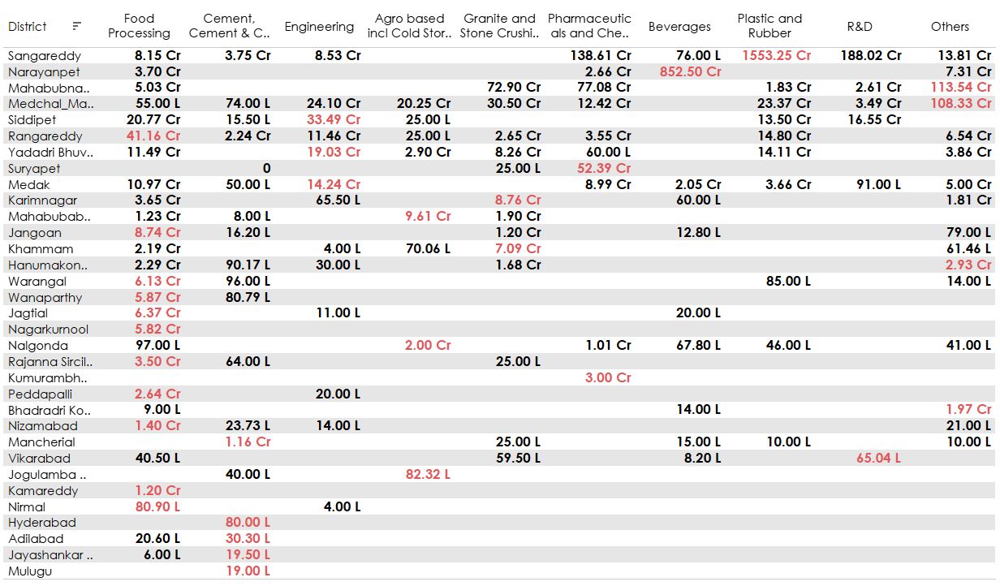 District Food Processing Cement, Cement & C.. Engineering Agro based incl Cold Stor.. Granite and Stone Crushi.. Pharmaceutic als and Che.. Beverages Plastic and Rubber R&D Others
Sangareddy 8.15 Cr 3.75 Cr 8.53 Cr 138.61 Cr 76.00 L 1553.25 Cr 188.02 Cr 13.81 Cr
Narayanpet 3.70 Cr 2.66 Cr 852.50 Cr 7.31 Cr
Mahabubna.. 5.03 Cr 72.90 Cr 77.08 Cr 1.83 Cr 2.61 Cr 113.54 Cr
Medchal_Ma.. 55.00 L 74.00 L 24.10 Cr 20.25 Cr 30.50 Cr 12.42 Cr 23.37 Cr 3.49 Cr 108.33 Cr
Siddipet 20.77 Cr 15.50 L 33.49 Cr 25.00 L 13.50 Cr 16.55 Cr
Rangareddy 41.16 Cr 2.24 Cr 11.46 Cr 25.00 L 2.65 Cr 3.55 Cr 14.80 Cr 6.54 Cr
Yadadri Bhuv.. 11.49 Cr 19.03 Cr 2.90 Cr 8.26 Cr 60.00 L 14.11 Cr 3.86 Cr
Suryapet 0 25.00 L 52.39 Cr
Medak 10.97 Cr 50.00 L 14.24 Cr 8.99 Cr 2.05 Cr 3.66 Cr 91.00 L 5.00 Cr
Karimnagar 3.65 Cr 65.50 L 8.76 Cr 60.00 L 1.81 Cr
Mahabubab.. 1.23 Cr 8.00 L 9.61 Cr 1.90 Cr
Jangoan 8.74 Cr 16.20 L 1.20 Cr 12.80 L 79.00 L
Khammam 2.19 Cr 4.00 L 70.06 L 7.09 Cr 61.46 L
Hanumakon.. 2.29 Cr 90.17 L 30.00 L 1.68 Cr 2.93 Cr
Warangal 6.13 Cr 96.00 L 85.00 L 14.00 L
Wanaparthy 5.87 Cr 80.79 L
Jagtial 6.37 Cr 11.00 L 20.00 L
Nagarkurnool 5.82 Cr
Nalgonda 97.00 L 2.00 Cr 1.01 Cr 67.80 L 46.00 L 41.00 L
Rajanna Sircil.. 3.50 Cr 64.00 L 25.00 L
Kumurambh.. 3.00 Cr
Peddapalli 2.64 Cr 20.00 L
Bhadradri Ko.. 9.00 L 14.00 L 1.97 Cr
Nizamabad 1.40 Cr 23.73 L 14.00 L 21.00 L
Mancherial 1.16 Cr 25.00 L 15.00 L 10.00 L 10.00 L
Vikarabad 40.50 L 59.50 L 8.20 L 65.04 L
Jogulamba .. 40.00 L 82.32 L
Kamareddy 1.20 Cr
Nirmal 80.90 L 4.00 L
Hyderabad 80.00 L
Adilabad 20.60 L 30.30 L
Jayashankar .. 6.00 L 19.50 L
Mulugu 19.00 L